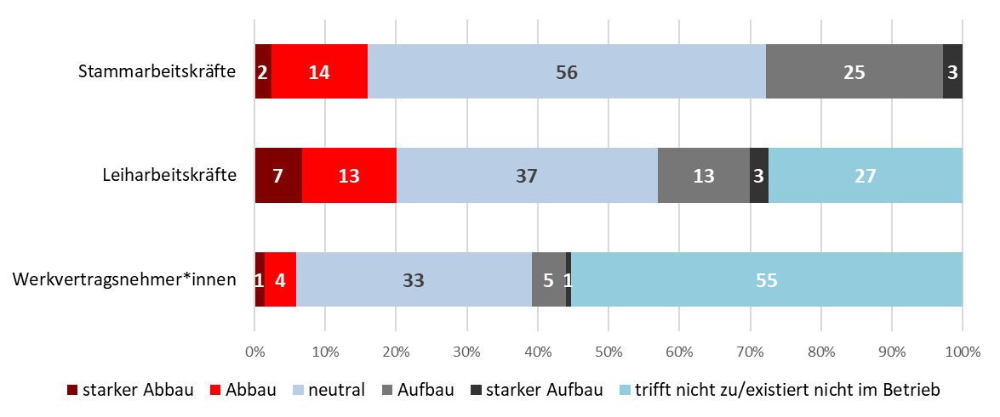 Stammarbeitskräfte
2 14 56 25 3
Leiharbeitskräfte
7 13 37 13 3 27
Werkvertragsnehmer*innen
1 4 33 5 1 55
0% 10% 20% 30% 40% 50% 60% 70% 80% 90% 100%
starker Abbau Abbau neutral Aufbau starker Aufbau trifft nicht zu/existiert nicht im Betrieb